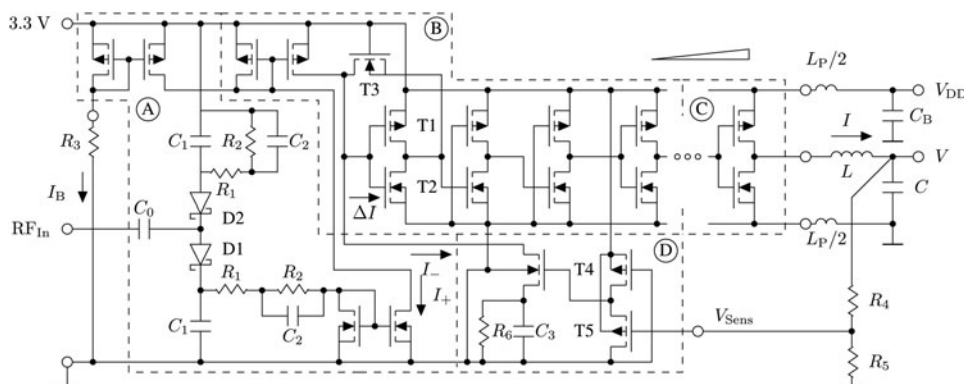 3.3 V
B
L_P/2
T3
V_DD
A
C
C_B
R_3
C_1
R_2
C_2
T1
I
V
R_1
T2
L
C
I_B
D2
ΔI
C_0
RF_In
L_P/2
D1
D
R_1
R_2
I_-
T4
I_+
R_4
C_1
C_2
R_6
C_3
T5
V_Sens
R_5